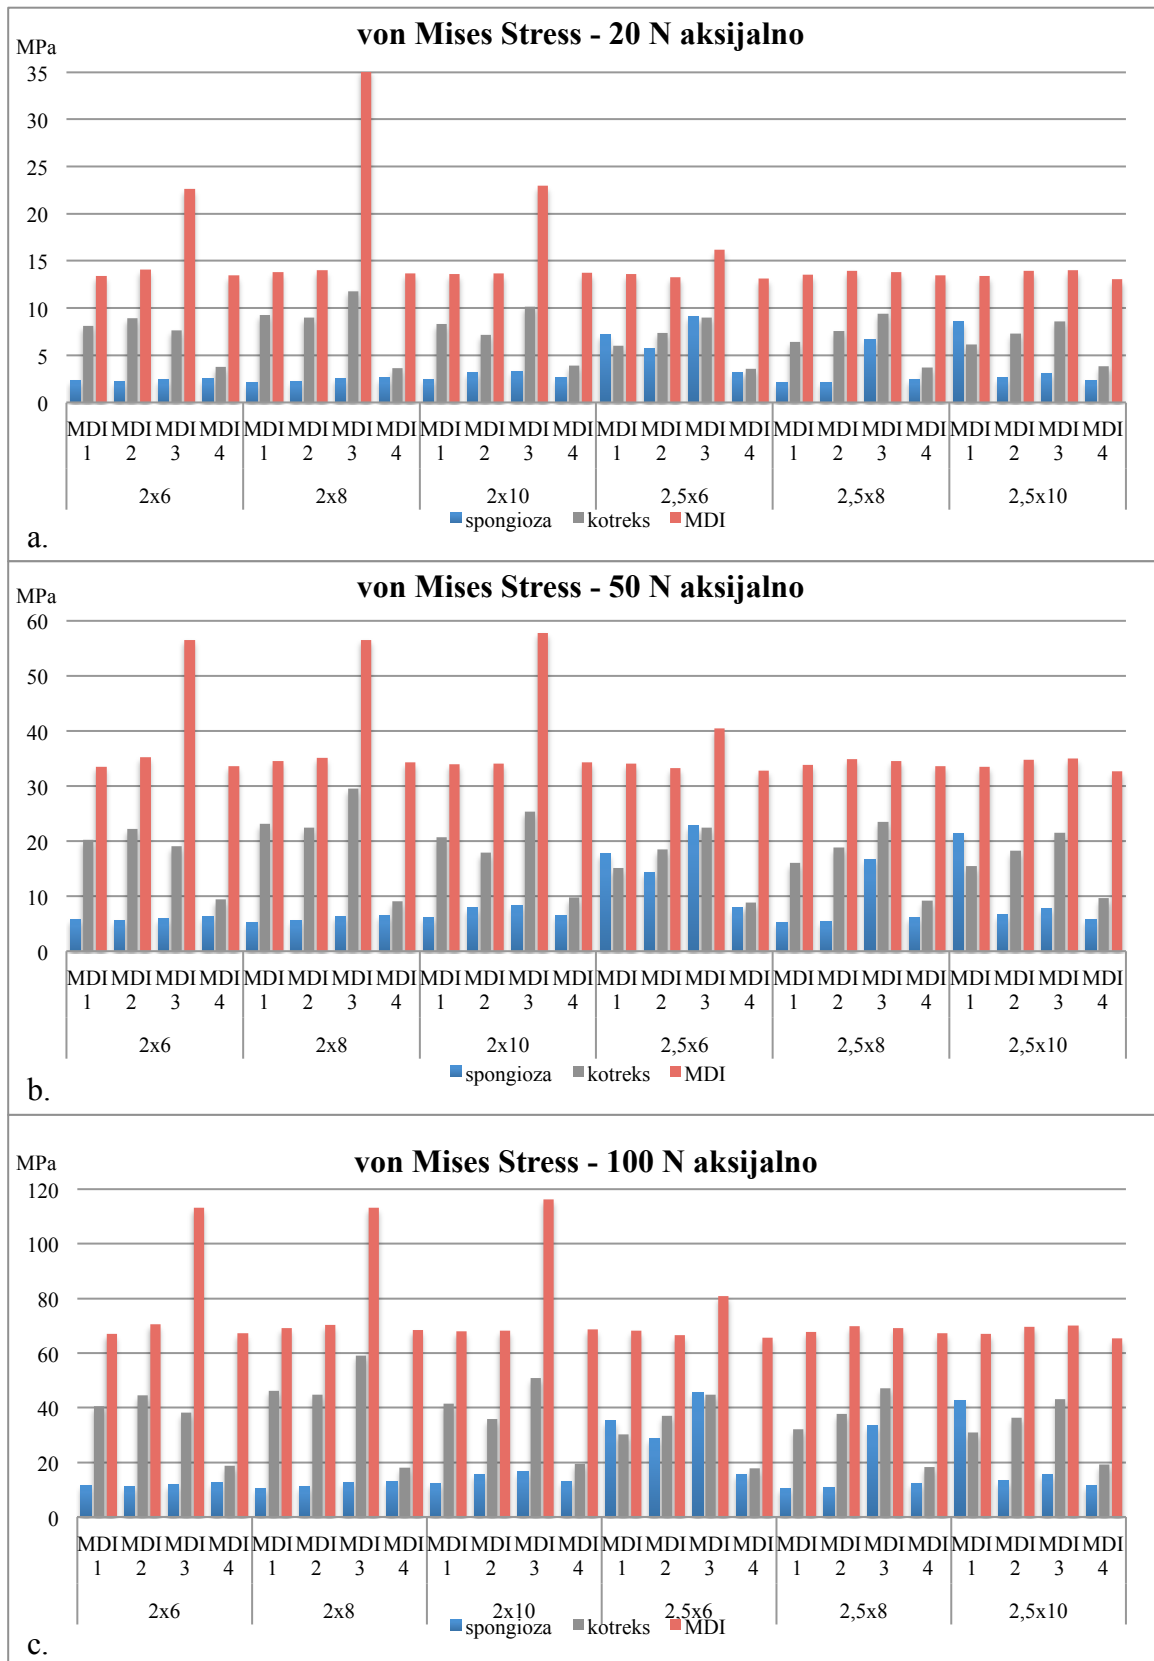 von Mises Stress - 20 N aksijalno
MPa
35
30
25
20
15
10
5
0
MDI MDI MDI MDI MDI MDI MDI MDI MDI MDI MDI MDI MDI MDI MDI MDI MDI MDI MDI MDI MDI MDI MDI MDI
1 2 3 4 1 2 3 4 1 2 3 4 1 2 3 4 1 2 3 4 1 2 3 4
2x6 2x8 2x10 2,5x6 2,5x8 2,5x10
spongioza kotreks MDI
a.
von Mises Stress - 50 N aksijalno
MPa
60
50
40
30
20
10
0
MDI MDI MDI MDI MDI MDI MDI MDI MDI MDI MDI MDI MDI MDI MDI MDI MDI MDI MDI MDI MDI MDI MDI MDI
1 2 3 4 1 2 3 4 1 2 3 4 1 2 3 4 1 2 3 4 1 2 3 4
2x6 2x8 2x10 2,5x6 2,5x8 2,5x10
spongioza kotreks MDI
b.
von Mises Stress - 100 N aksijalno
MPa
120
100
80
60
40
20
0
MDI MDI MDI MDI MDI MDI MDI MDI MDI MDI MDI MDI MDI MDI MDI MDI MDI MDI MDI MDI MDI MDI MDI MDI
1 2 3 4 1 2 3 4 1 2 3 4 1 2 3 4 1 2 3 4 1 2 3 4
2x6 2x8 2x10 2,5x6 2,5x8 2,5x10
spongioza kotreks MDI
c.